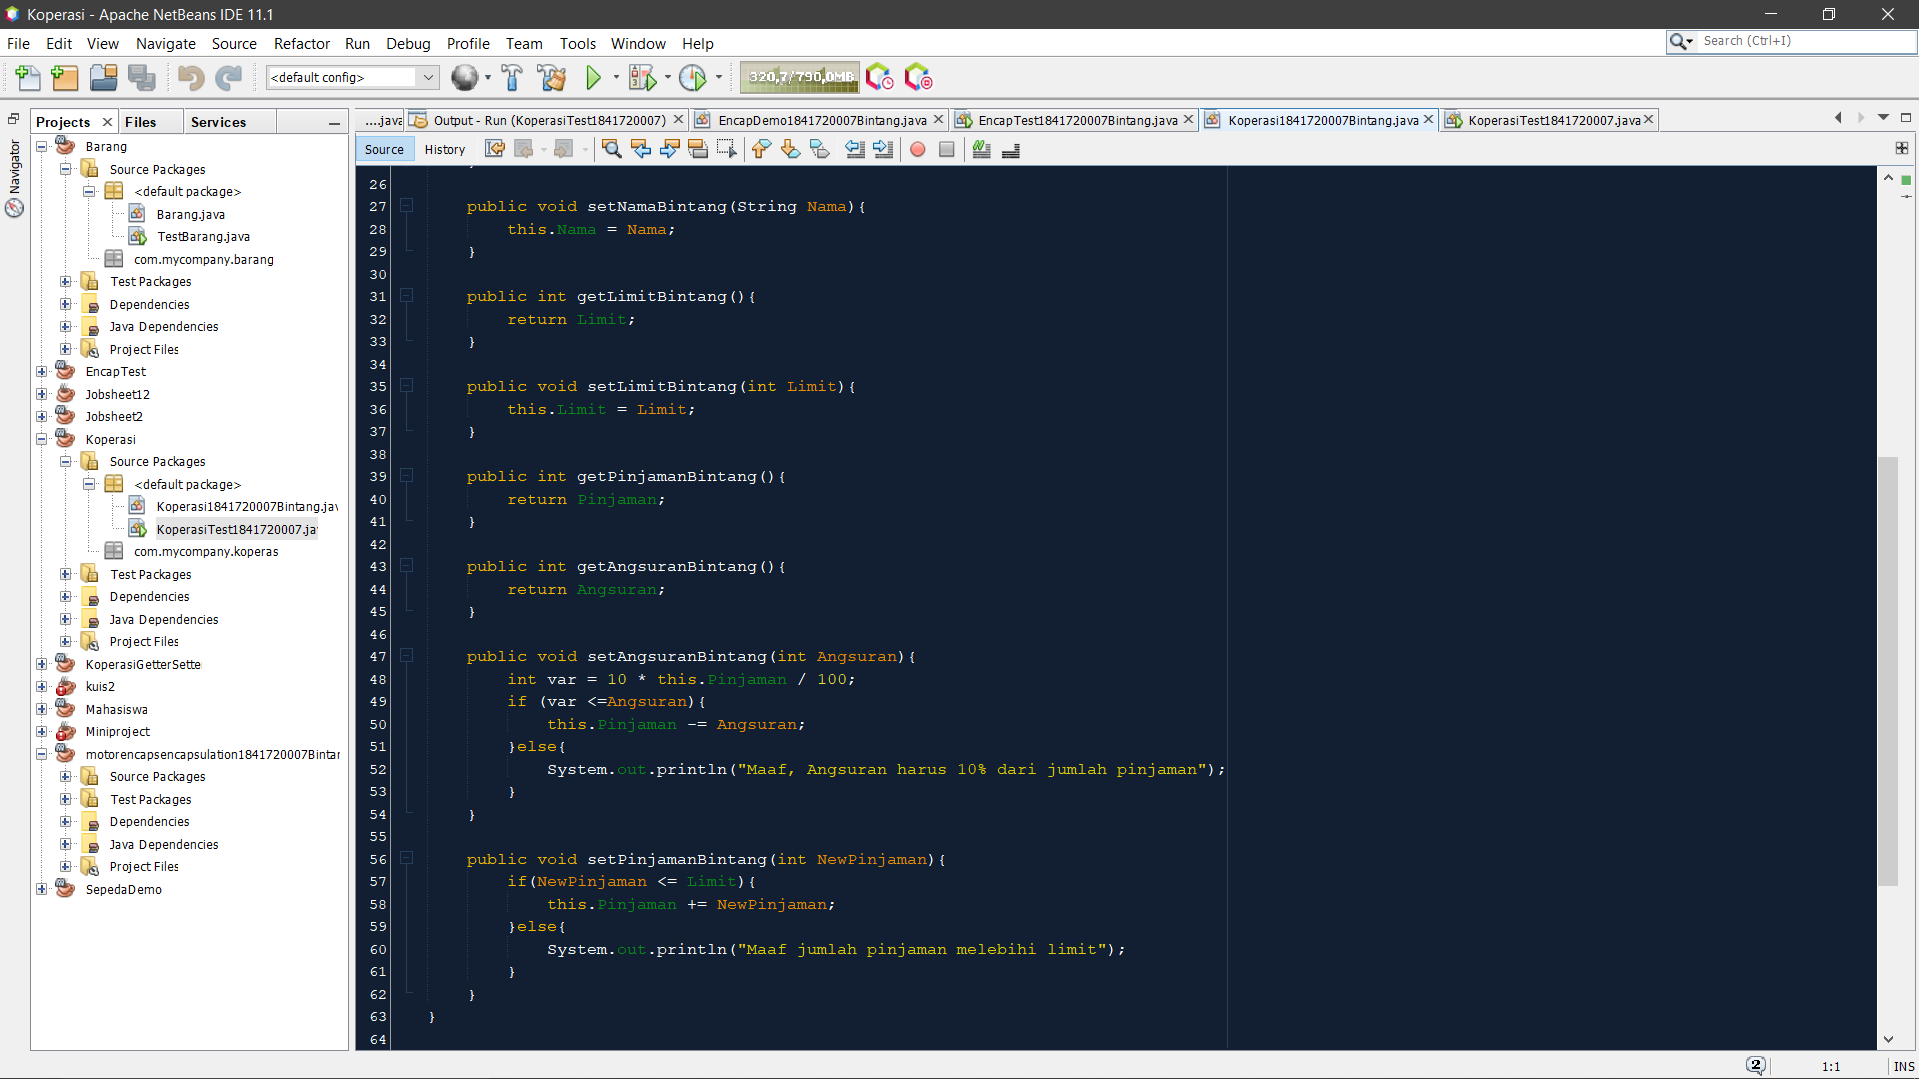 Koperasi - Apache NetBeans IDE 11.1
File Edit View Navigate Source Refactor Run Debug Profile Team Tools Window Help
Search (Ctrl+I)
<default config>
320,7/790,0MB
Projects Files Services
Navigator
Barang
Source Packages
<default package>
Barang.java
TestBarang.java
com.mycompany.barang
Test Packages
Dependencies
Java Dependencies
Project Files
EncapTest
Jobsheet12
Jobsheet2
Koperasi
Source Packages
<default package>
Koperasi1841720007Bintang.jav
KoperasiTest1841720007.ja
com.mycompany.koperas
Test Packages
Dependencies
Java Dependencies
Project Files
KoperasiGetterSette
kuis2
Mahasiswa
Miniproject
motorencapsencapsulation1841720007Bintar
Source Packages
Test Packages
Dependencies
Java Dependencies
Project Files
SepedaDemo
....java Output - Run (KoperasiTest1841720007) EncapDemo1841720007Bintang.java EncapTest1841720007Bintang.java Koperasi1841720007Bintang.java KoperasiTest1841720007.java
Source History
26
27 public void setNamaBintang(String Nama){
28 this.Nama = Nama;
29 }
30
31 public int getLimitBintang(){
32 return Limit;
33 }
34
35 public void setLimitBintang(int Limit){
36 this.Limit = Limit;
37 }
38
39 public int getPinjamanBintang(){
40 return Pinjaman;
41 }
42
43 public int getAngsuranBintang(){
44 return Angsuran;
45 }
46
47 public void setAngsuranBintang(int Angsuran){
48 int var = 10 * this.Pinjaman / 100;
49 if (var <=Angsuran){
50 this.Pinjaman -= Angsuran;
51 }else{
52 System.out.println("Maaf, Angsuran harus 10% dari jumlah pinjaman");
53 }
54 }
55
56 public void setPinjamanBintang(int NewPinjaman){
57 if(NewPinjaman <= Limit){
58 this.Pinjaman += NewPinjaman;
59 }else{
60 System.out.println("Maaf jumlah pinjaman melebihi limit");
61 }
62 }
63 }
64
2 1:1 INS